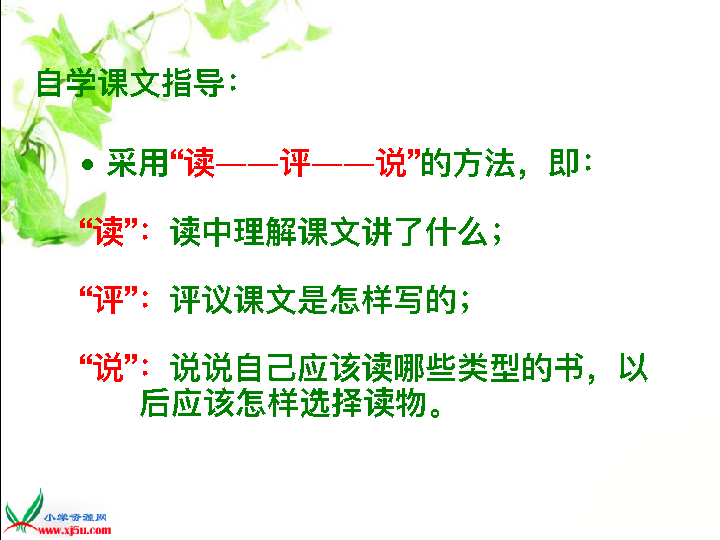 自学课文指导：
• 采用“读——评——说”的方法，即：
“读”：读中理解课文讲了什么；
“评”：评议课文是怎样写的；
“说”：说说自己应该读哪些类型的书，以
后应该怎样选择读物。
小学资源网
www.xj5u.com